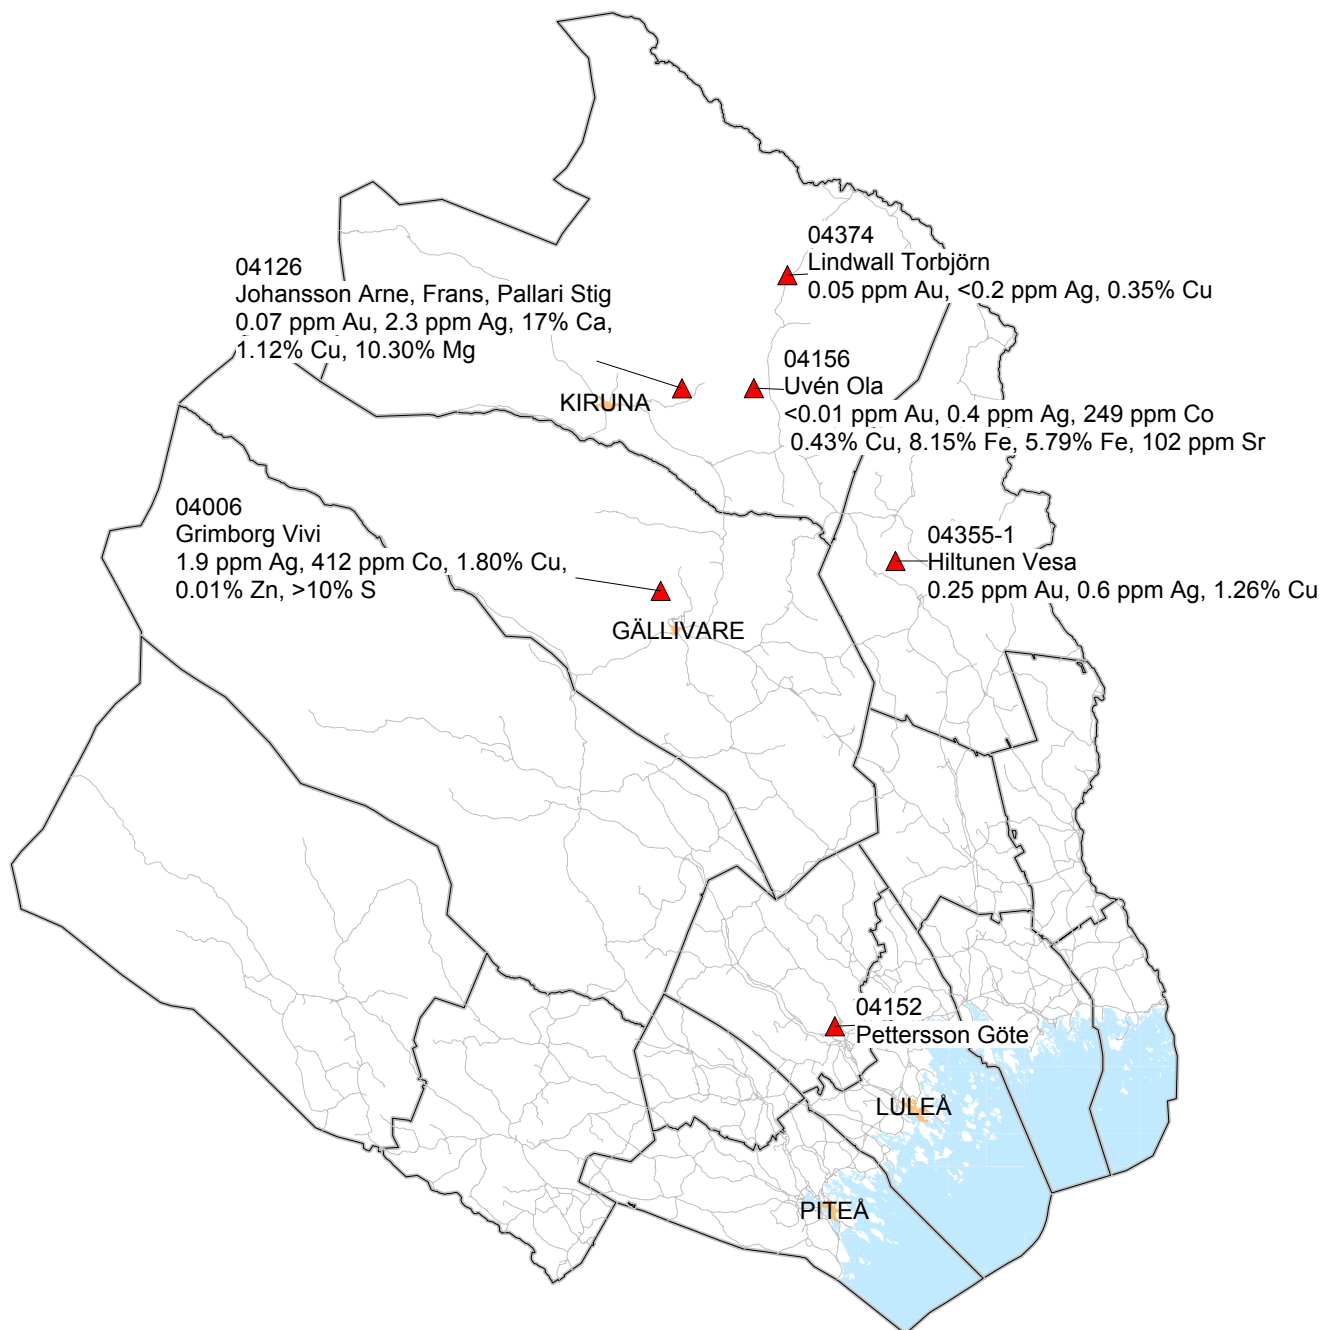 04374
Lindwall Torbjörn
0.05 ppm Au, <0.2 ppm Ag, 0.35% Cu
04126
Johansson Arne, Frans, Pallari Stig
0.07 ppm Au, 2.3 ppm Ag, 17% Ca,
1.12% Cu, 10.30% Mg
04156
Uvén Ola
<0.01 ppm Au, 0.4 ppm Ag, 249 ppm Co
0.43% Cu, 8.15% Fe, 5.79% Fe, 102 ppm Sr
KIRUNA
04006
Grimborg Vivi
1.9 ppm Ag, 412 ppm Co, 1.80% Cu,
0.01% Zn, >10% S
04355-1
Hiltunen Vesa
0.25 ppm Au, 0.6 ppm Ag, 1.26% Cu
GÄLLIVARE
04152
Pettersson Göte
LULEÅ
PITEÅ